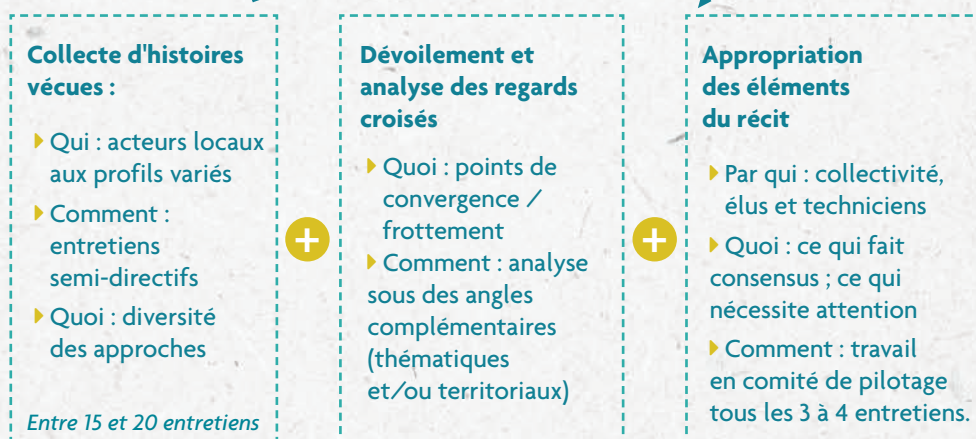 Collecte d'histoires
vécues :
Qui : acteurs locaux
aux profils variés
Comment :
entretiens
semi-directifs
Quoi : diversité
des approches
Entre 15 et 20 entretiens
+
Dévoilement et
analyse des regards
croisés
Quoi : points de
convergence /
frottement
Comment : analyse
sous des angles
complémentaires
(thématiques
et/ou territoriaux)
+
Appropriation
des éléments
du récit
Par qui : collectivité,
élus et techniciens
Quoi : ce qui fait
consensus ; ce qui
nécessite attention
Comment : travail
en comité de pilotage
tous les 3 à 4 entretiens.